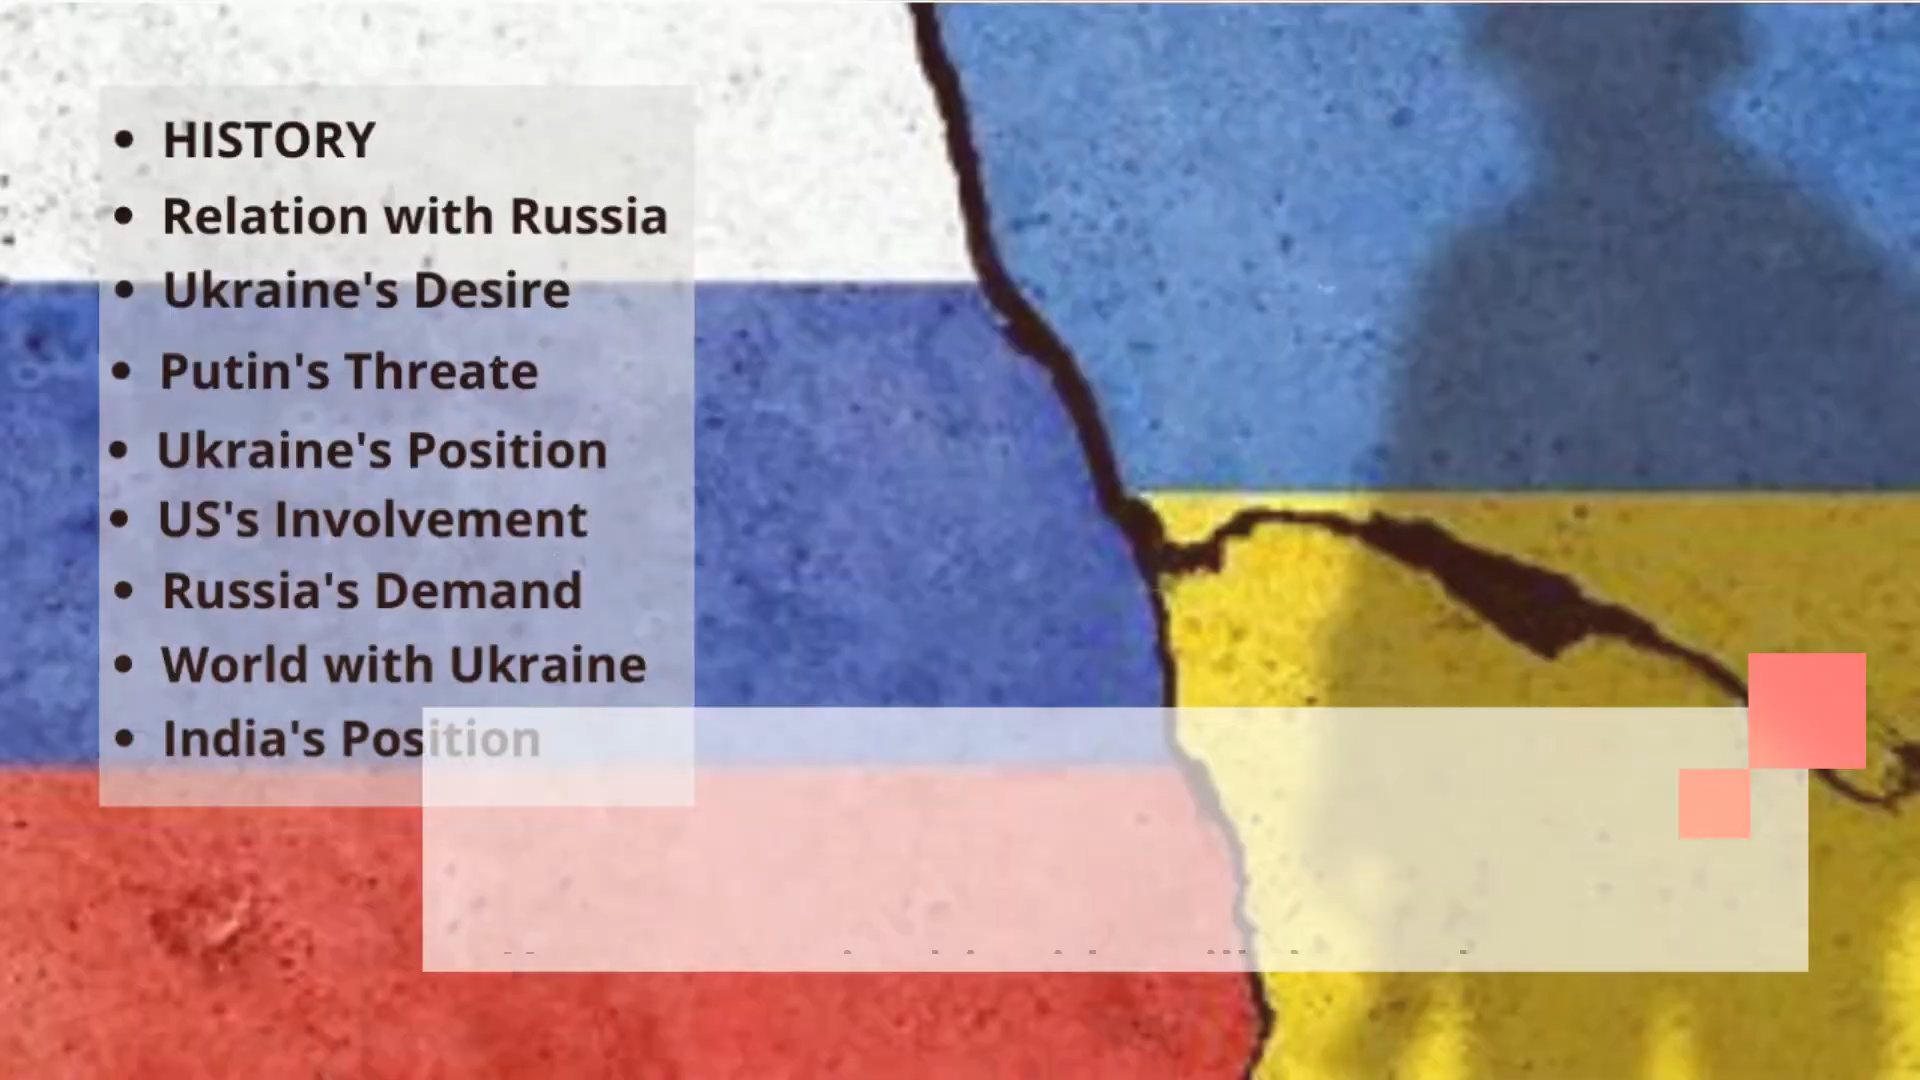 • HISTORY
• Relation with Russia
• Ukraine's Desire
• Putin's Threate
• Ukraine's Position
• US's Involvement
• Russia's Demand
• World with Ukraine
• India's Position